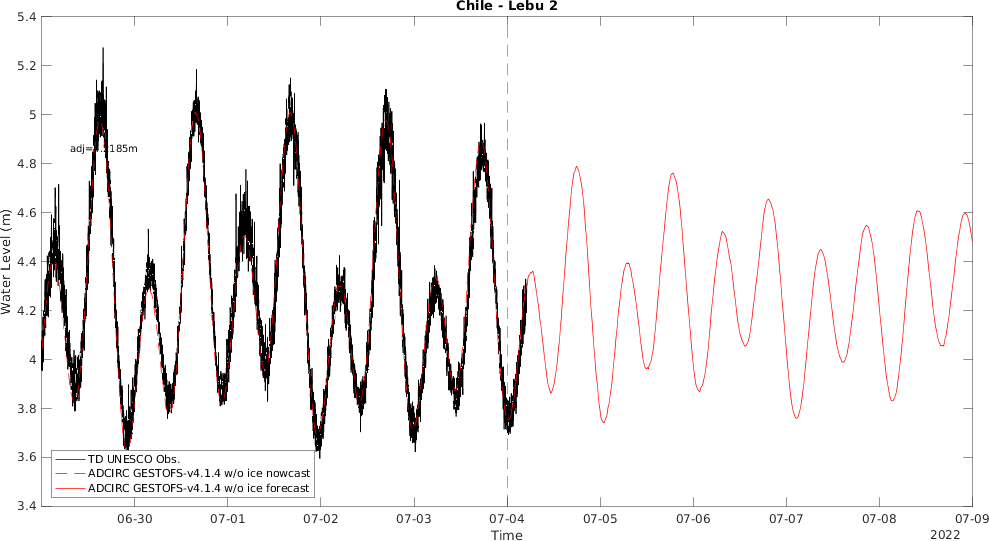 Chile - Lebu 2
5.4
5.2
5
4.8
4.6
4.4
4.2
4
3.8
3.6
3.4
Water Level (m)
TD UNESCO Obs.
ADCIRC GESTOFS-v4.1.4 w/o ice nowcast
ADCIRC GESTOFS-v4.1.4 w/o ice forecast
06-30 07-01 07-02 07-03 07-04 07-05 07-06 07-07 07-08 07-09
Time
2022